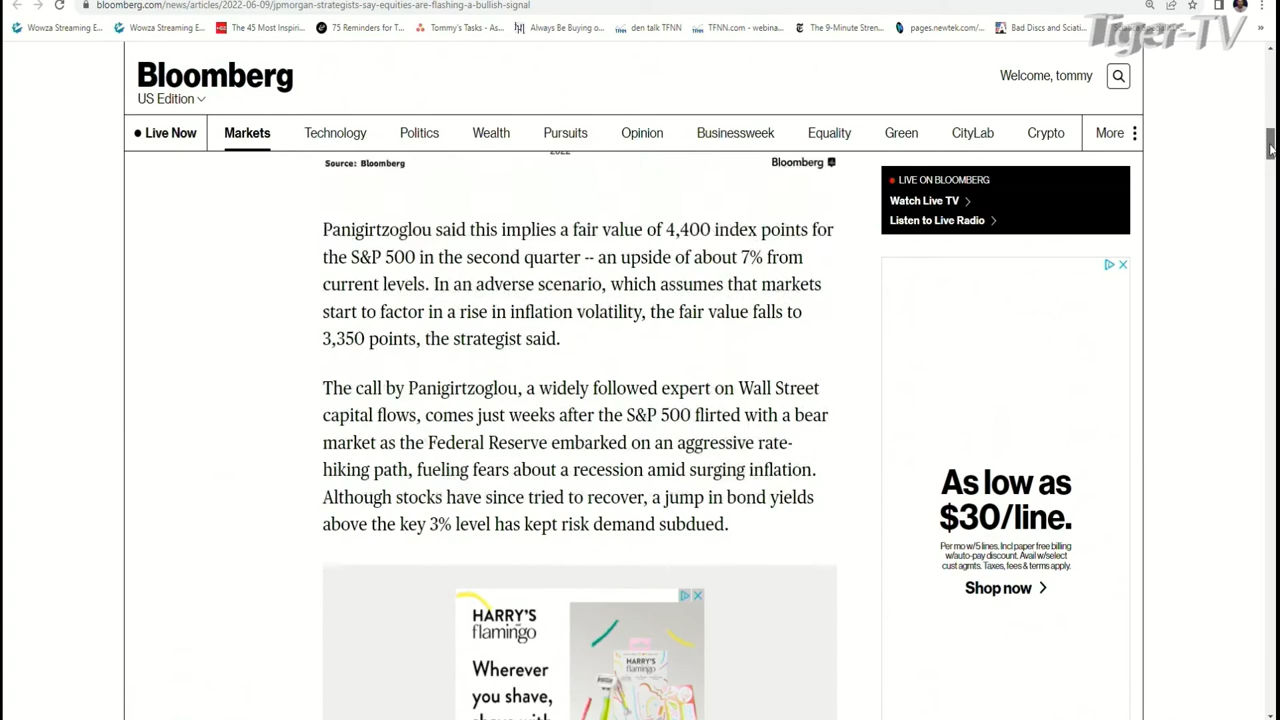 bloomberg.com/news/articles/2022-06-09/jpmorgan-strategists-say-equities-are-flashing-a-bullish-signal
Wowza Streaming E... Wowza Streaming E... The 45 Most Inspiri... 75 Reminders for T... Tommy's Tasks - As... Always Be Buying o... den talk TFNN TFNN.com - webina... The 9-Minute Stren... pages.newtek.com/... Bad Discs and Sciati...
Tiger-TV
Bloomberg
US Edition
Welcome, tommy
Live Now Markets Technology Politics Wealth Pursuits Opinion Businessweek Equality Green CityLab Crypto More
2022
Source: Bloomberg
Bloomberg
Panigirtzoglou said this implies a fair value of 4,400 index points for
the S&P 500 in the second quarter -- an upside of about 7% from
current levels. In an adverse scenario, which assumes that markets
start to factor in a rise in inflation volatility, the fair value falls to
3,350 points, the strategist said.
The call by Panigirtzoglou, a widely followed expert on Wall Street
capital flows, comes just weeks after the S&P 500 flirted with a bear
market as the Federal Reserve embarked on an aggressive rate-
hiking path, fueling fears about a recession amid surging inflation.
Although stocks have since tried to recover, a jump in bond yields
above the key 3% level has kept risk demand subdued.
LIVE ON BLOOMBERG
Watch Live TV
Listen to Live Radio
As low as
$30/line.
Per mo w/5 lines. Incl paper free billing
w/auto-pay discount. Avail w/select
cust agmts. Taxes, fees & terms apply.
Shop now
HARRY'S
flamingo
Wherever
you shave,
HARRY'S
flamingo